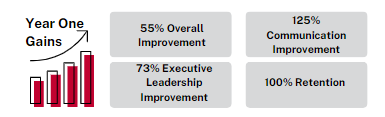 Year One
Gains
55% Overall
Improvement
125%
Communication
Improvement
73% Executive
Leadership
Improvement
100% Retention